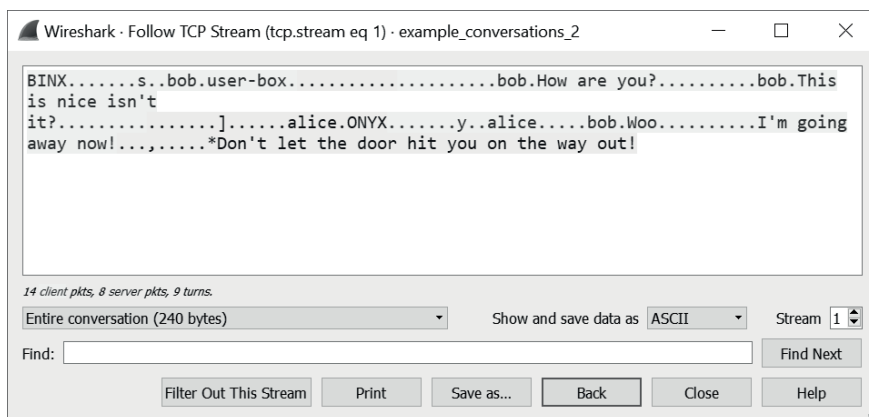 Wireshark · Follow TCP Stream (tcp.stream eq 1) · example_conversations_2
BINX.......s..bob.user-box.....................bob.How are you?..........bob.This
is nice isn't
it?................]......alice.ONYX.......y..alice.....bob.Woo..........I'm going
away now!...,.....*Don't let the door hit you on the way out!
14 client pkts, 8 server pkts, 9 turns.
Entire conversation (240 bytes) Show and save data as ASCII Stream 1
Find: Find Next
Filter Out This Stream Print Save as... Back Close Help